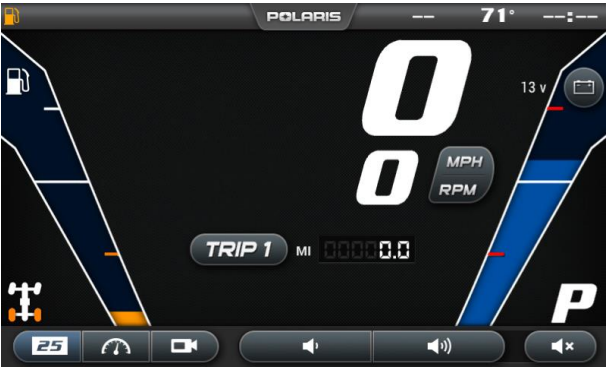 POLARIS -- 71° --:--
0
13 v
0 MPH
RPM
TRIP 1 MI 00000.0
P
25